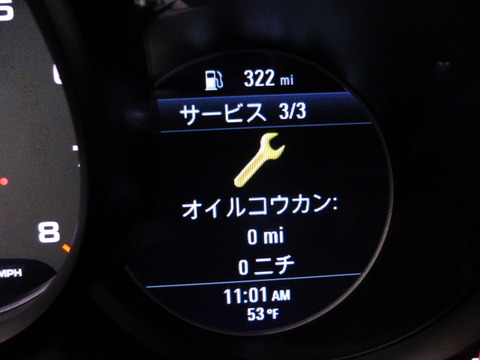 322 mi
サービス 3/3
オイルコウカン:
0 mi
0 ニチ
11:01 AM
53 °F
8
MPH